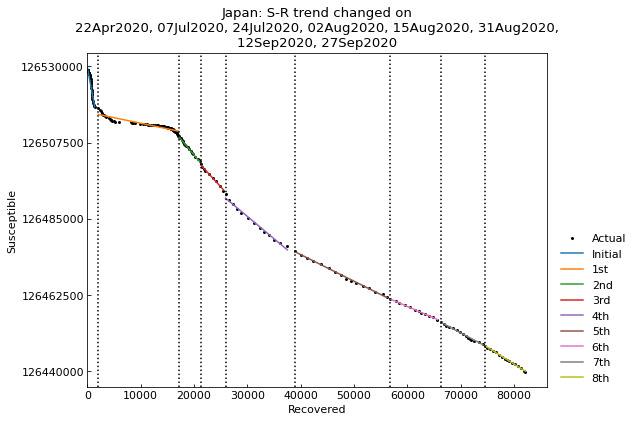 Japan: S-R trend changed on
22Apr2020, 07Jul2020, 24Jul2020, 02Aug2020, 15Aug2020, 31Aug2020,
12Sep2020, 27Sep2020
126530000
126507500
126485000
126462500
126440000
Susceptible
0
10000
20000
30000
40000
50000
60000
70000
80000
Recovered
Actual
Initial
1st
2nd
3rd
4th
5th
6th
7th
8th